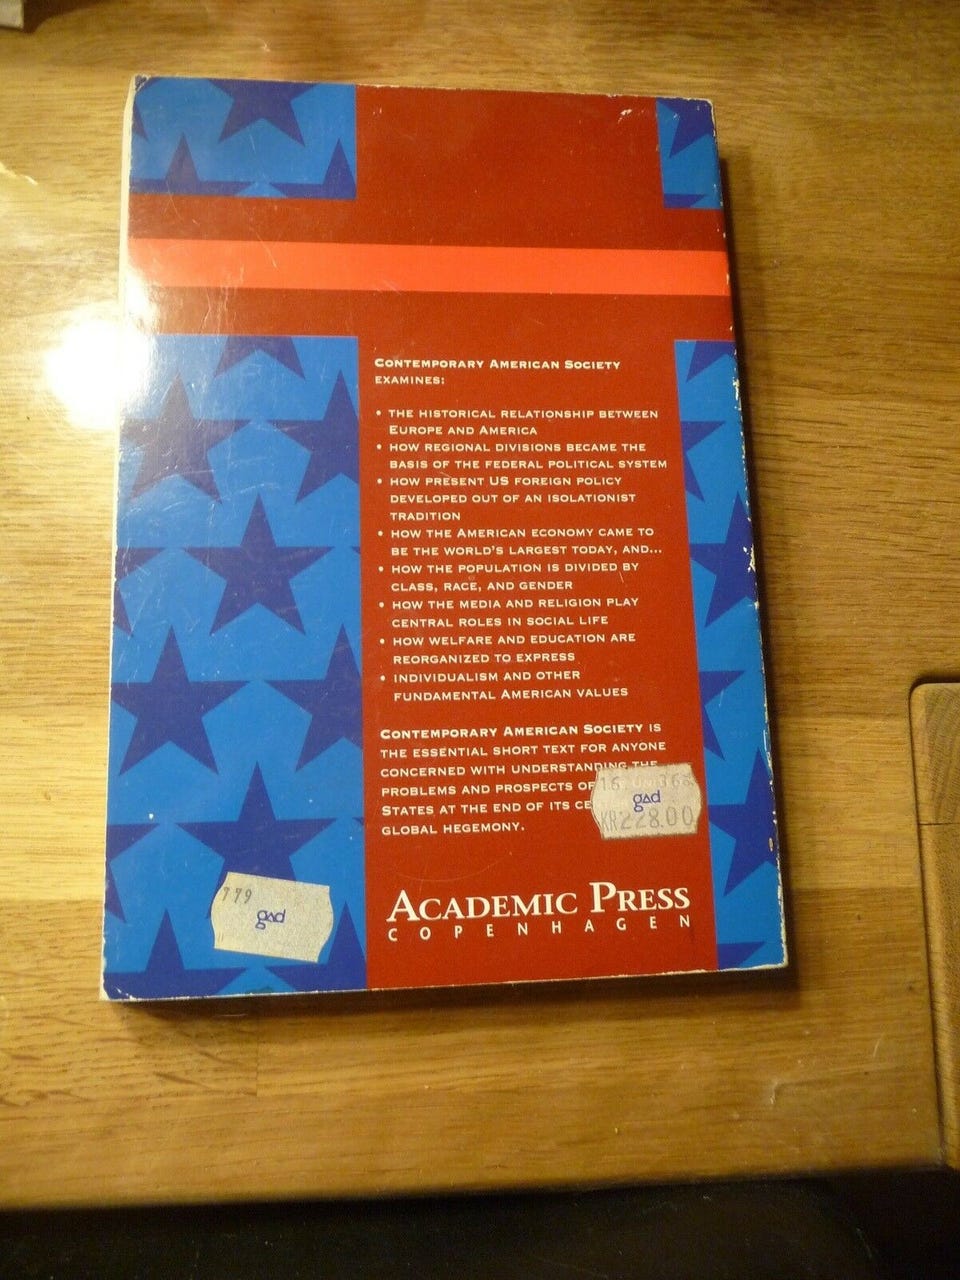 CONTEMPORARY AMERICAN SOCIETY
EXAMINES:
• THE HISTORICAL RELATIONSHIP BETWEEN
EUROPE AND AMERICA
• HOW REGIONAL DIVISIONS BECAME THE
BASIS OF THE FEDERAL POLITICAL SYSTEM
• HOW PRESENT US FOREIGN POLICY
DEVELOPED OUT OF AN ISOLATIONIST
TRADITION
• HOW THE AMERICAN ECONOMY CAME TO
BE THE WORLD'S LARGEST TODAY, AND...
• HOW THE POPULATION IS DIVIDED BY
CLASS, RACE, AND GENDER
• HOW THE MEDIA AND RELIGION PLAY
CENTRAL ROLES IN SOCIAL LIFE
• HOW WELFARE AND EDUCATION ARE
REORGANIZED TO EXPRESS
• INDIVIDUALISM AND OTHER
FUNDAMENTAL AMERICAN VALUES
CONTEMPORARY AMERICAN SOCIETY IS
THE ESSENTIAL SHORT TEXT FOR ANYONE
CONCERNED WITH UNDERSTANDING THE
PROBLEMS AND PROSPECTS OF
STATES AT THE END OF ITS
GLOBAL HEGEMONY.
gad
KR228.00
779
gad
ACADEMIC PRESS
COPENHAGEN